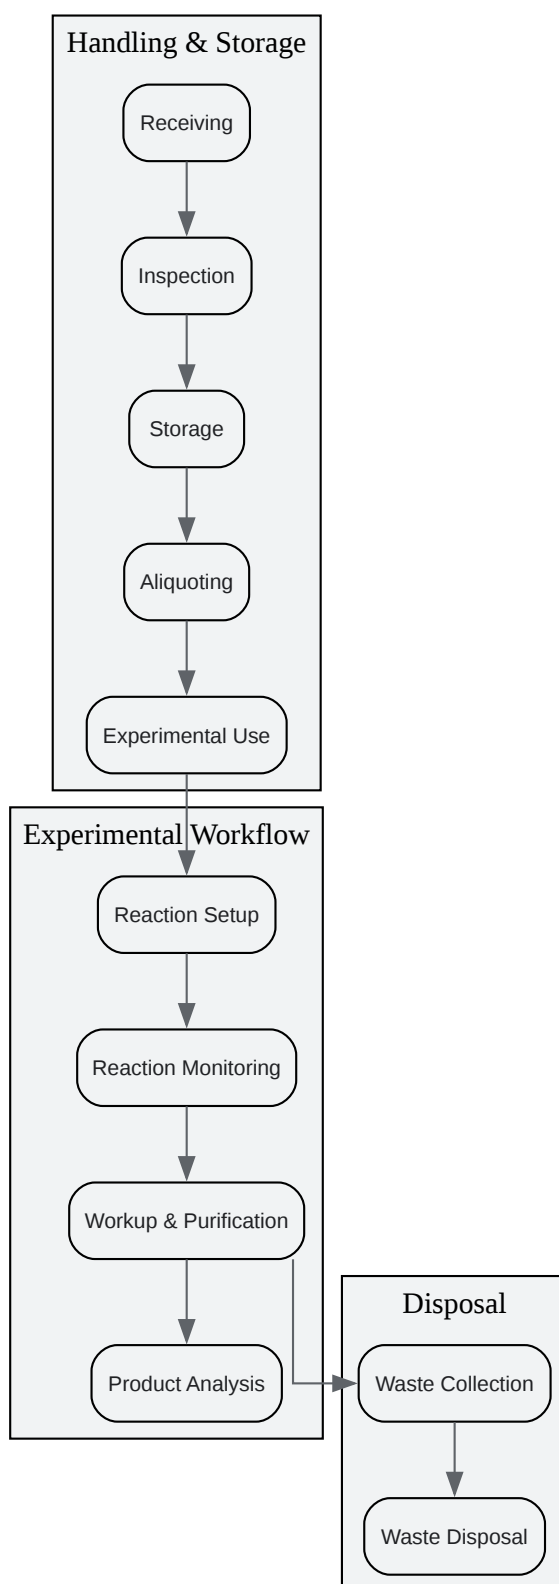 Handling & Storage
Receiving
Inspection
Storage
Aliquoting
Experimental Use
Experimental Workflow
Reaction Setup
Reaction Monitoring
Workup & Purification
Product Analysis
Disposal
Waste Collection
Waste Disposal